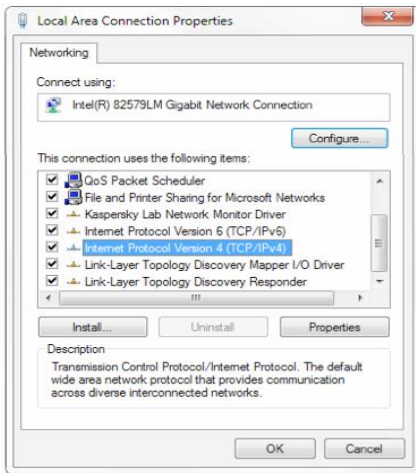 Local Area Connection Properties
Networking
Connect using:
Intel(R) 82579LM Gigabit Network Connection
Configure...
This connection uses the following items:
QoS Packet Scheduler
File and Printer Sharing for Microsoft Networks
Kaspersky Lab Network Monitor Driver
Internet Protocol Version 6 (TCP/IPv6)
Internet Protocol Version 4 (TCP/IPv4)
Link-Layer Topology Discovery Mapper I/O Driver
Link-Layer Topology Discovery Responder
Install...
Uninstall
Properties
Description
Transmission Control Protocol/Internet Protocol. The default
wide area network protocol that provides communication
across diverse interconnected networks.
OK
Cancel